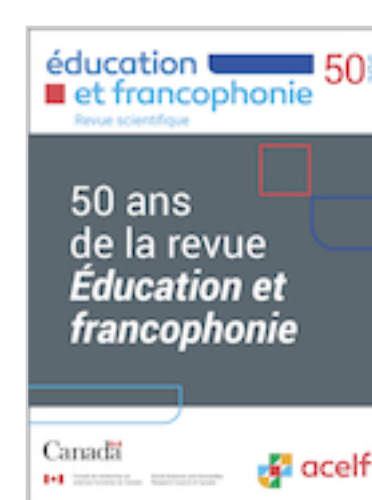 éducation
et francophonie
50
Revue scientifique
50 ans
de la revue
Éducation et
francophonie
Canada
acelf